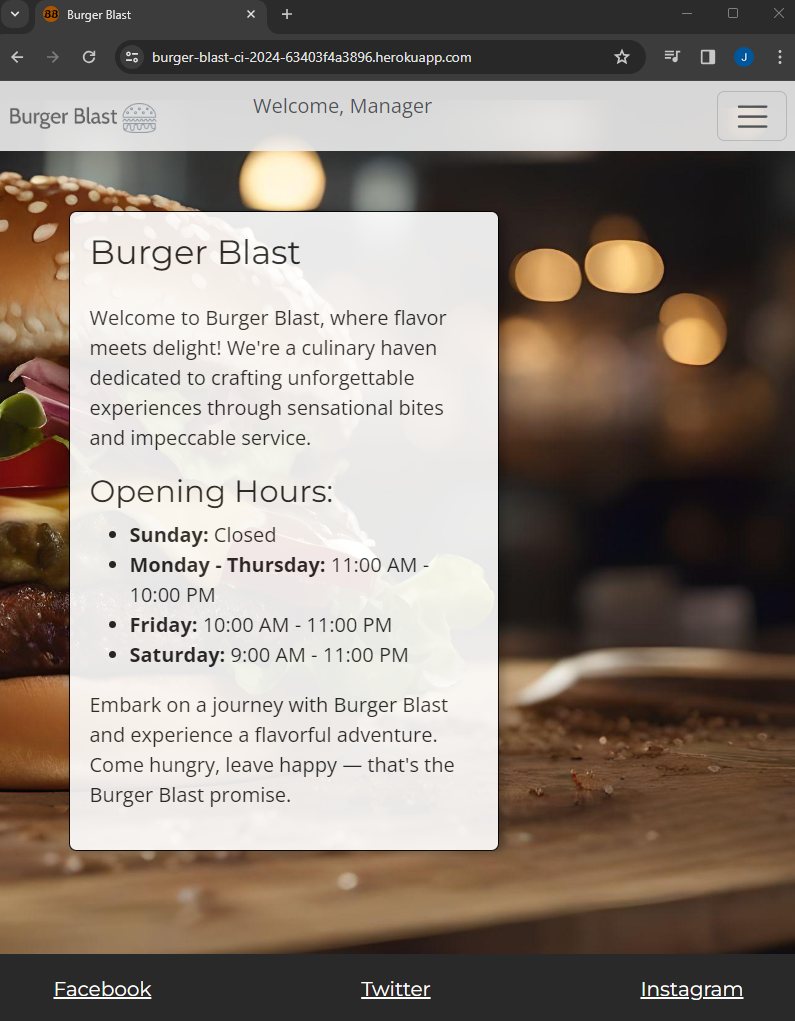 BB Burger Blast
burger-blast-ci-2024-63403f4a3896.herokuapp.com
J
Burger Blast
Welcome, Manager
Burger Blast
Welcome to Burger Blast, where flavor
meets delight! We're a culinary haven
dedicated to crafting unforgettable
experiences through sensational bites
and impeccable service.
Opening Hours:
Sunday: Closed
Monday - Thursday: 11:00 AM -
10:00 PM
Friday: 10:00 AM - 11:00 PM
Saturday: 9:00 AM - 11:00 PM
Embark on a journey with Burger Blast
and experience a flavorful adventure.
Come hungry, leave happy — that's the
Burger Blast promise.
Facebook
Twitter
Instagram